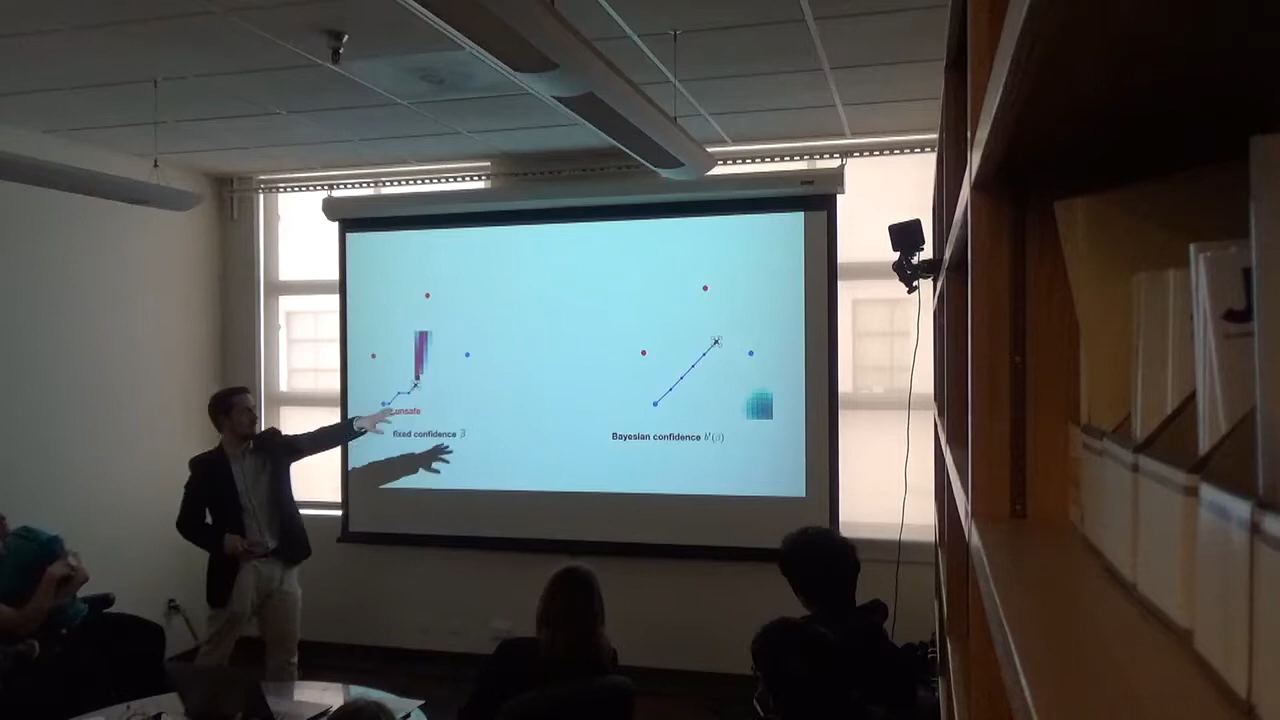 unsafe
fixed confidence β
Bayesian confidence b′(β)